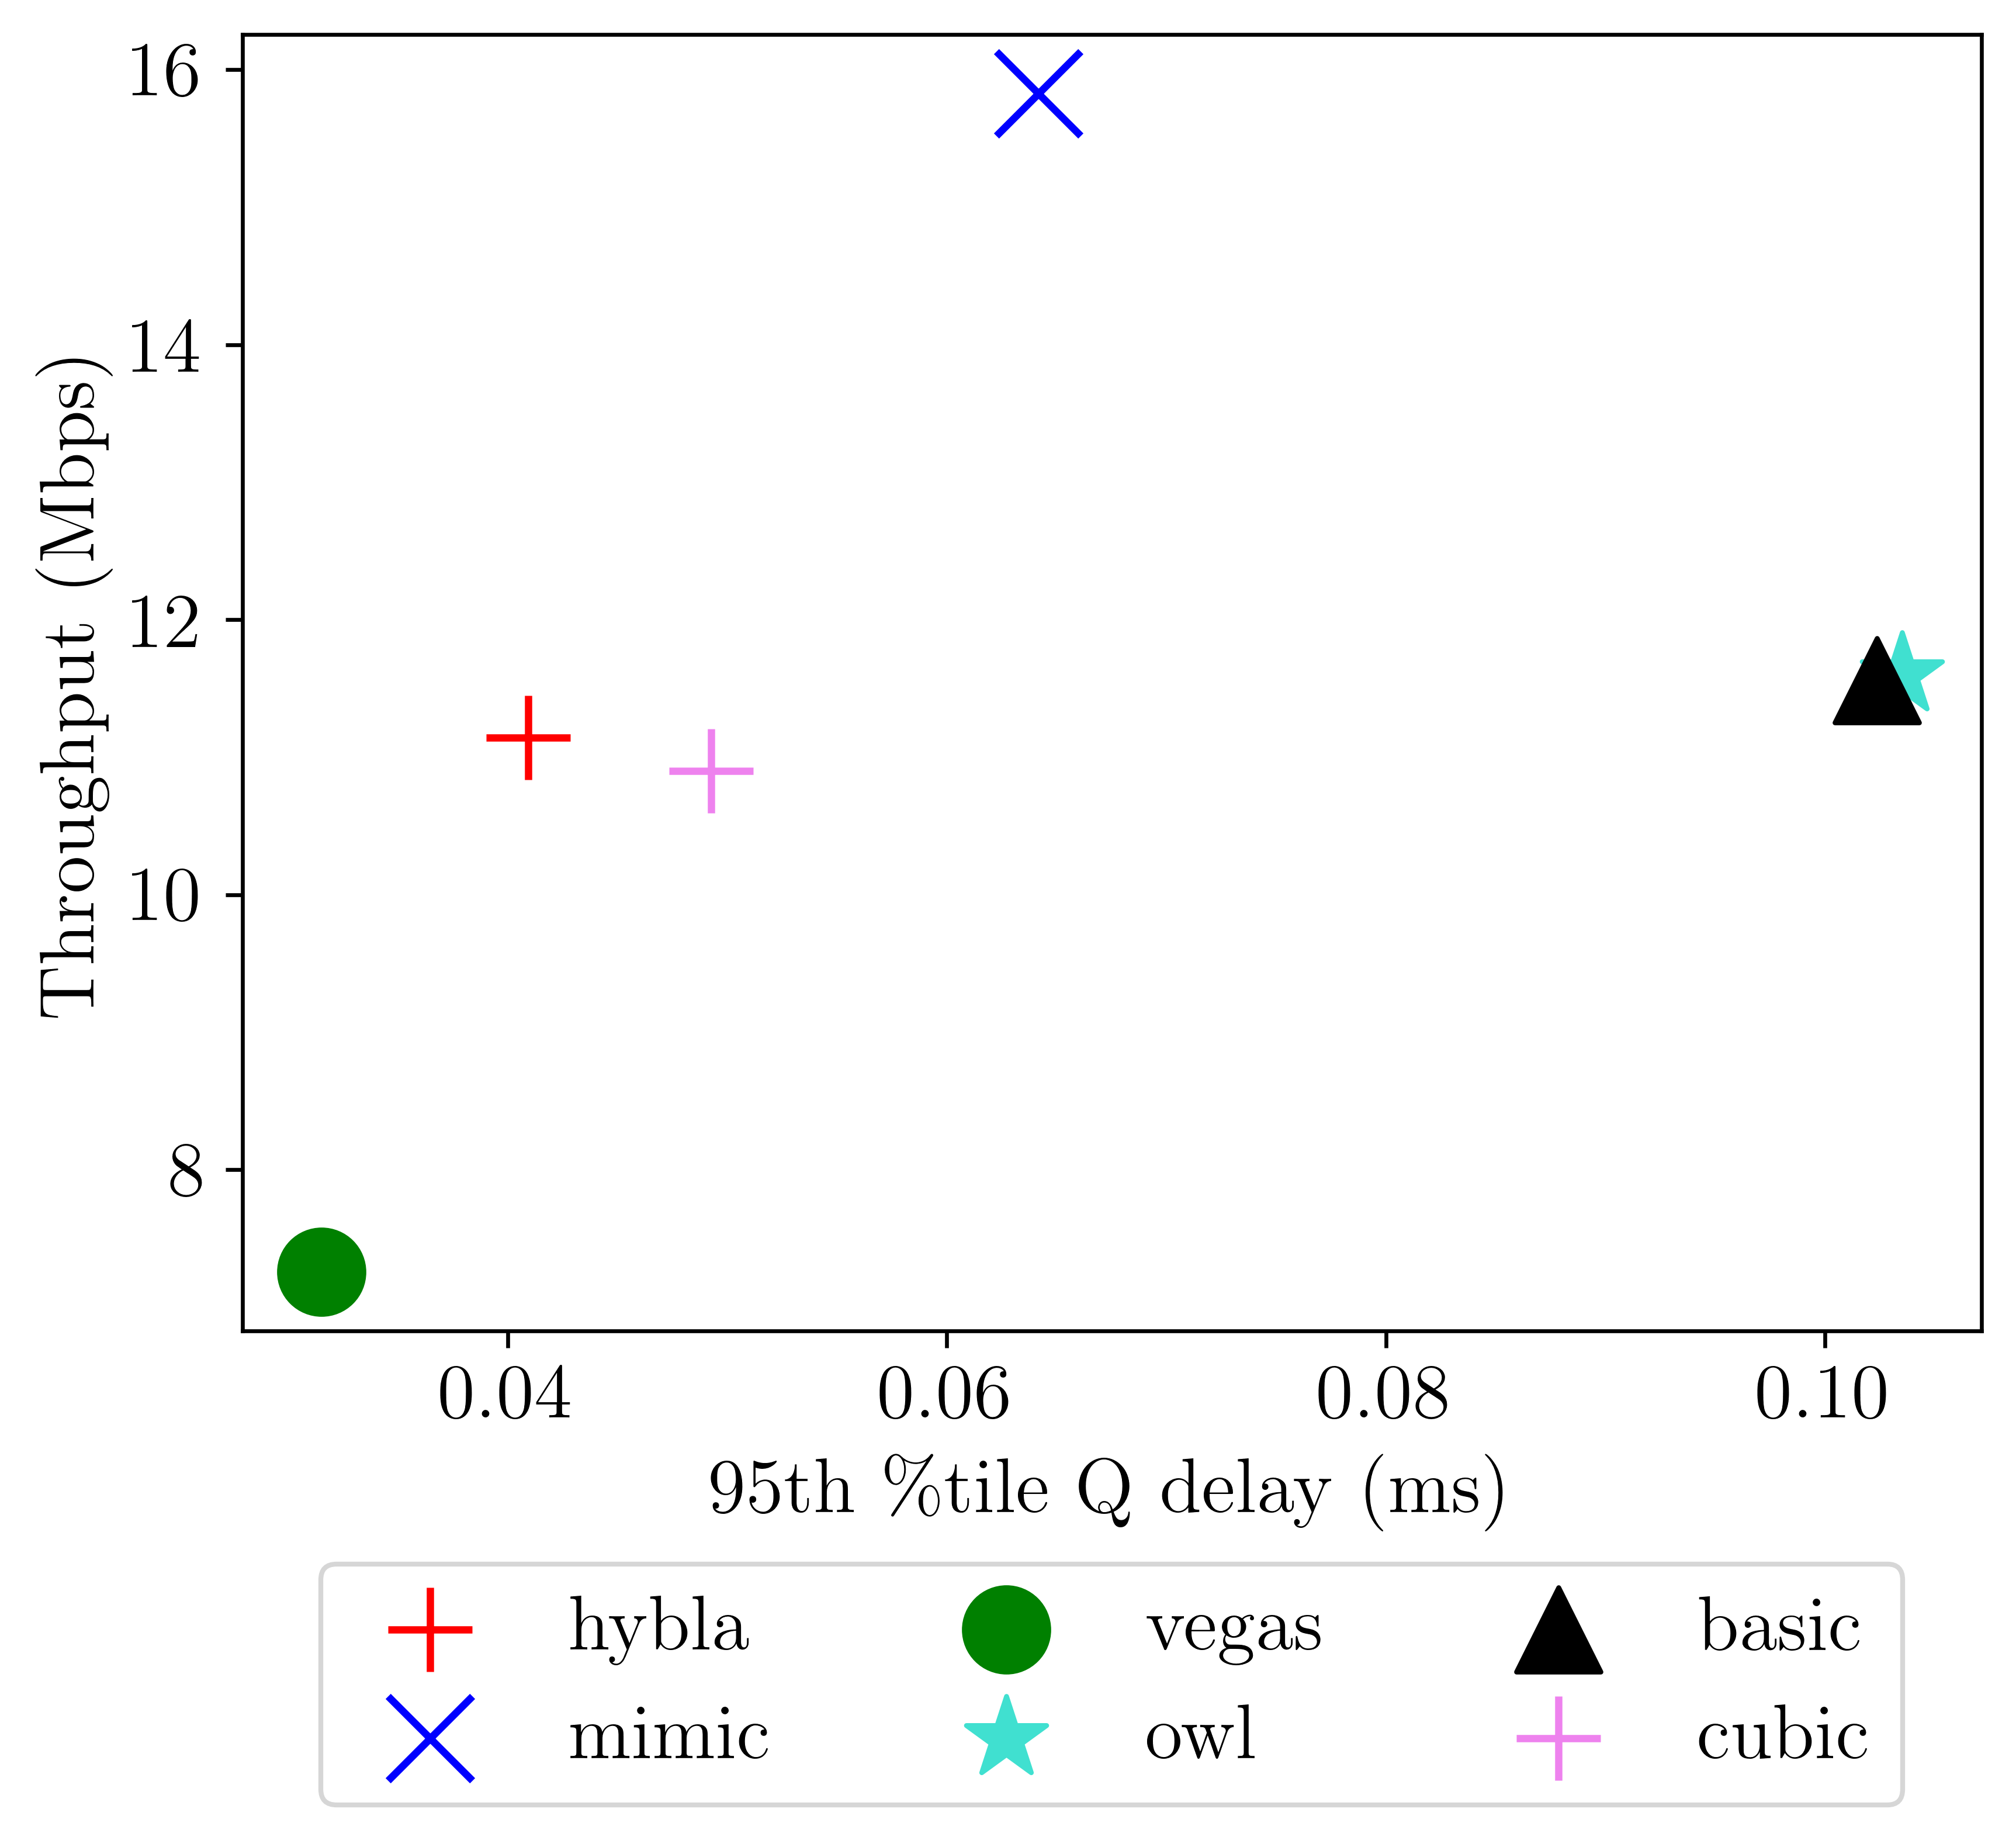 16
14
12
10
8
Throughput (Mbps)
0.04 0.06 0.08 0.10
95th %tile Q delay (ms)
hybla vegas basic
mimic owl cubic